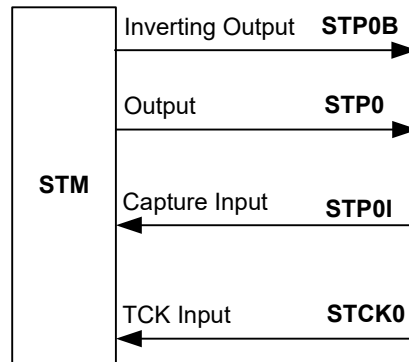 Inverting Output STP0B
Output STP0
STM
Capture Input STP0I
TCK Input STCK0